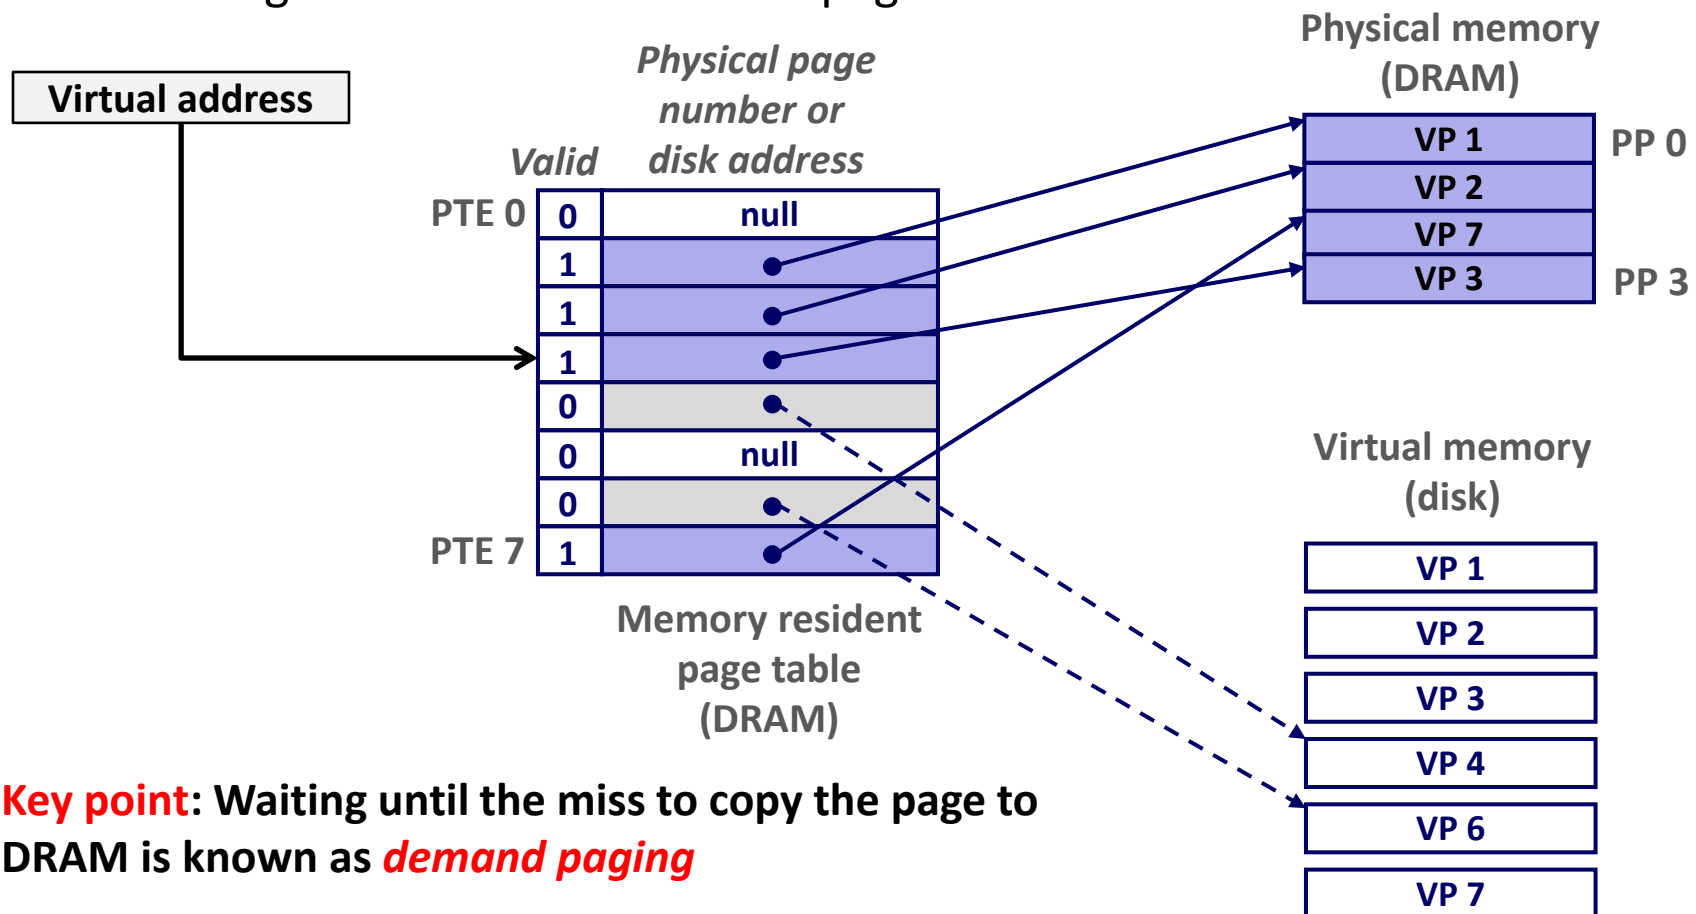 Virtual address
Physical page
number or
disk address
Valid
PTE 0
0
null
1
1
1
0
0
null
0
PTE 7
1
Memory resident
page table
(DRAM)
Physical memory
(DRAM)
VP 1
PP 0
VP 2
VP 7
VP 3
PP 3
Virtual memory
(disk)
VP 1
VP 2
VP 3
VP 4
VP 6
VP 7
Key point: Waiting until the miss to copy the page to
DRAM is known as demand paging